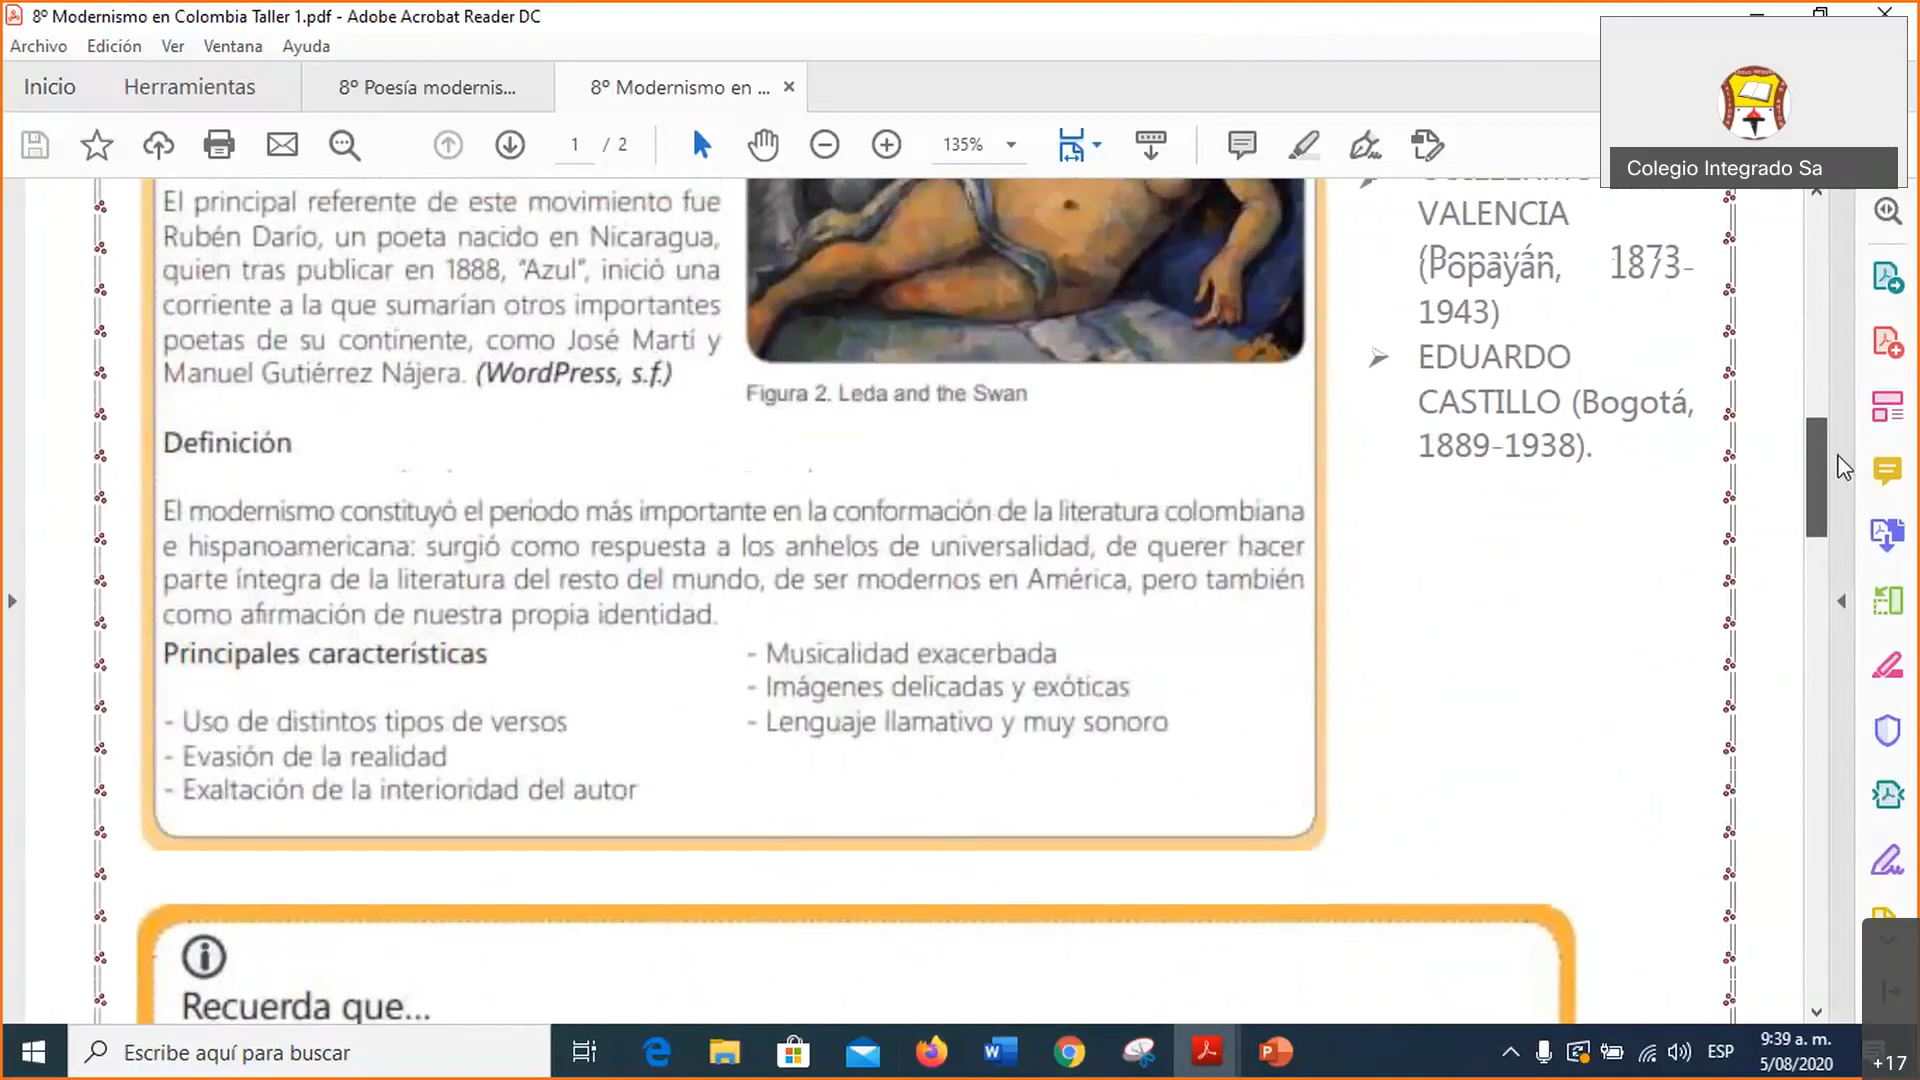 8º Modernismo en Colombia Taller 1.pdf - Adobe Acrobat Reader DC
Archivo Edición Ver Ventana Ayuda
Inicio Herramientas 8º Poesía modernis... 8º Modernismo en ...
1 / 2 135%
Colegio Integrado Sa
El principal referente de este movimiento fue
Rubén Darío, un poeta nacido en Nicaragua,
quien tras publicar en 1888, “Azul”, inició una
corriente a la que sumarían otros importantes
poetas de su continente, como José Martí y
Manuel Gutiérrez Nájera. (WordPress, s.f.)
Figura 2. Leda and the Swan
Definición
El modernismo constituyó el periodo más importante en la conformación de la literatura colombiana
e hispanoamericana: surgió como respuesta a los anhelos de universalidad, de querer hacer
parte íntegra de la literatura del resto del mundo, de ser modernos en América, pero también
como afirmación de nuestra propia identidad.
Principales características
- Uso de distintos tipos de versos
- Evasión de la realidad
- Exaltación de la interioridad del autor
- Musicalidad exacerbada
- Imágenes delicadas y exóticas
- Lenguaje llamativo y muy sonoro
VALENCIA
(Popayán, 1873-
1943)
EDUARDO
CASTILLO (Bogotá,
1889-1938).
Recuerda que...
Escribe aquí para buscar
ESP
9:39 a. m.
5/08/2020
+17